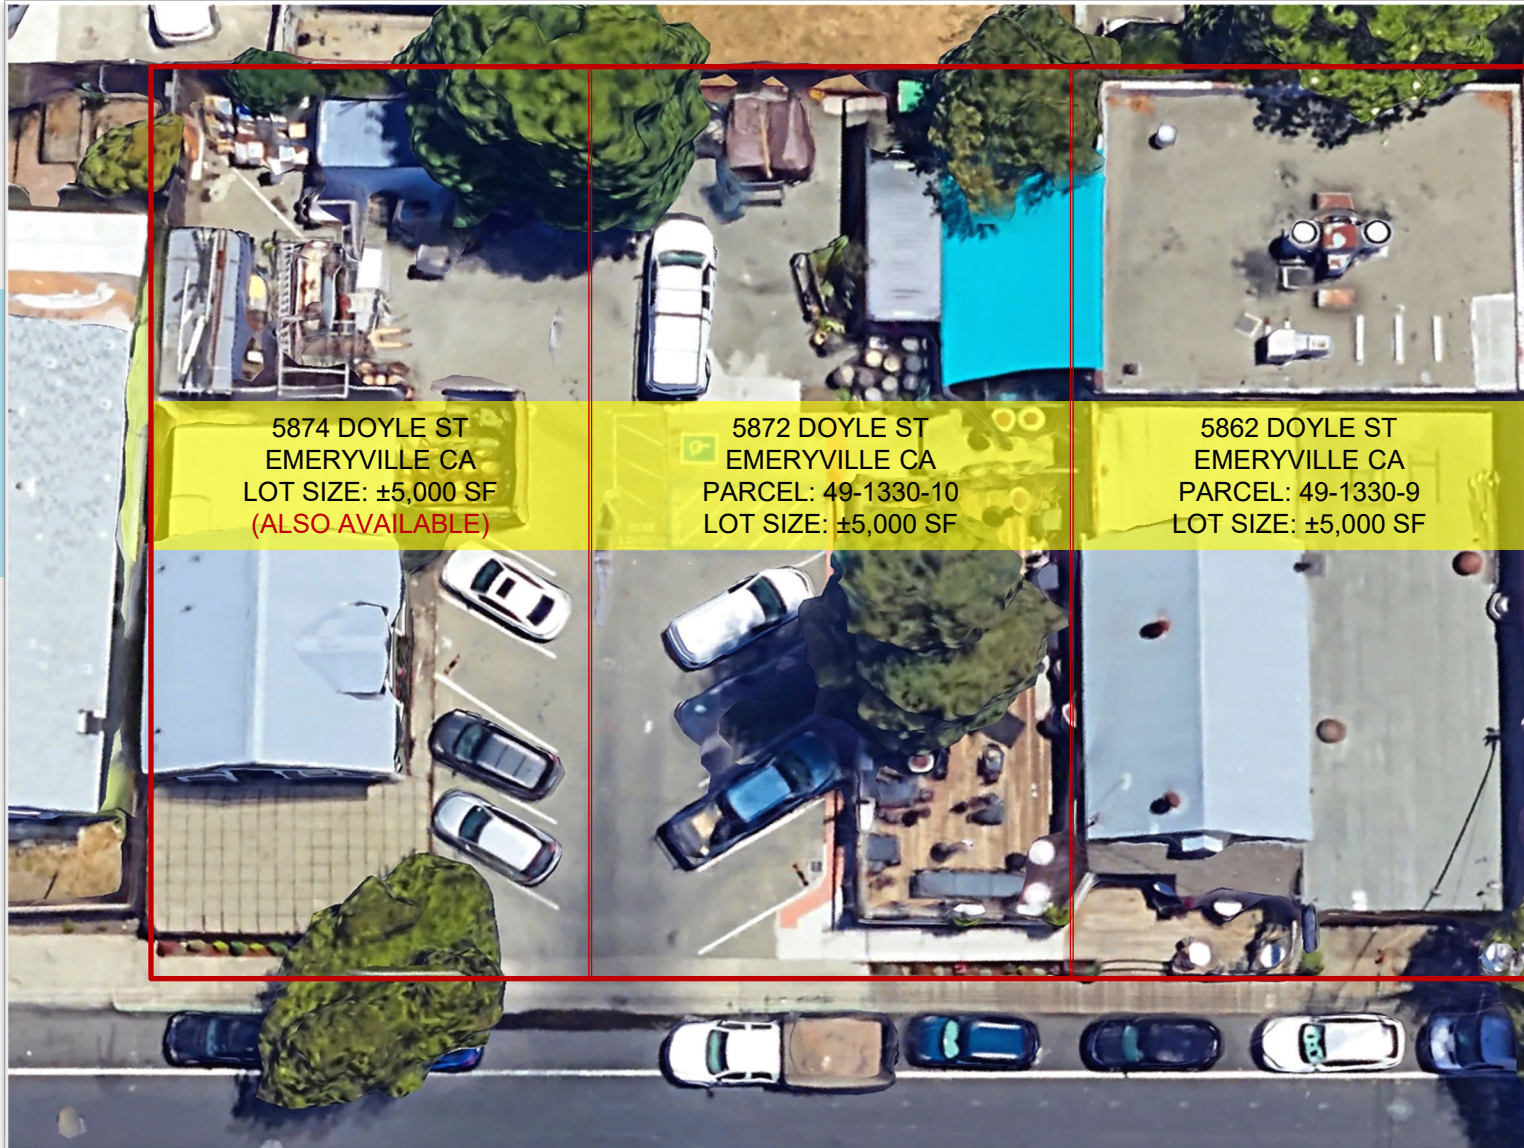 5874 DOYLE ST
EMERYVILLE CA
LOT SIZE: ±5,000 SF
(ALSO AVAILABLE)
5872 DOYLE ST
EMERYVILLE CA
PARCEL: 49-1330-10
LOT SIZE: ±5,000 SF
5862 DOYLE ST
EMERYVILLE CA
PARCEL: 49-1330-9
LOT SIZE: ±5,000 SF